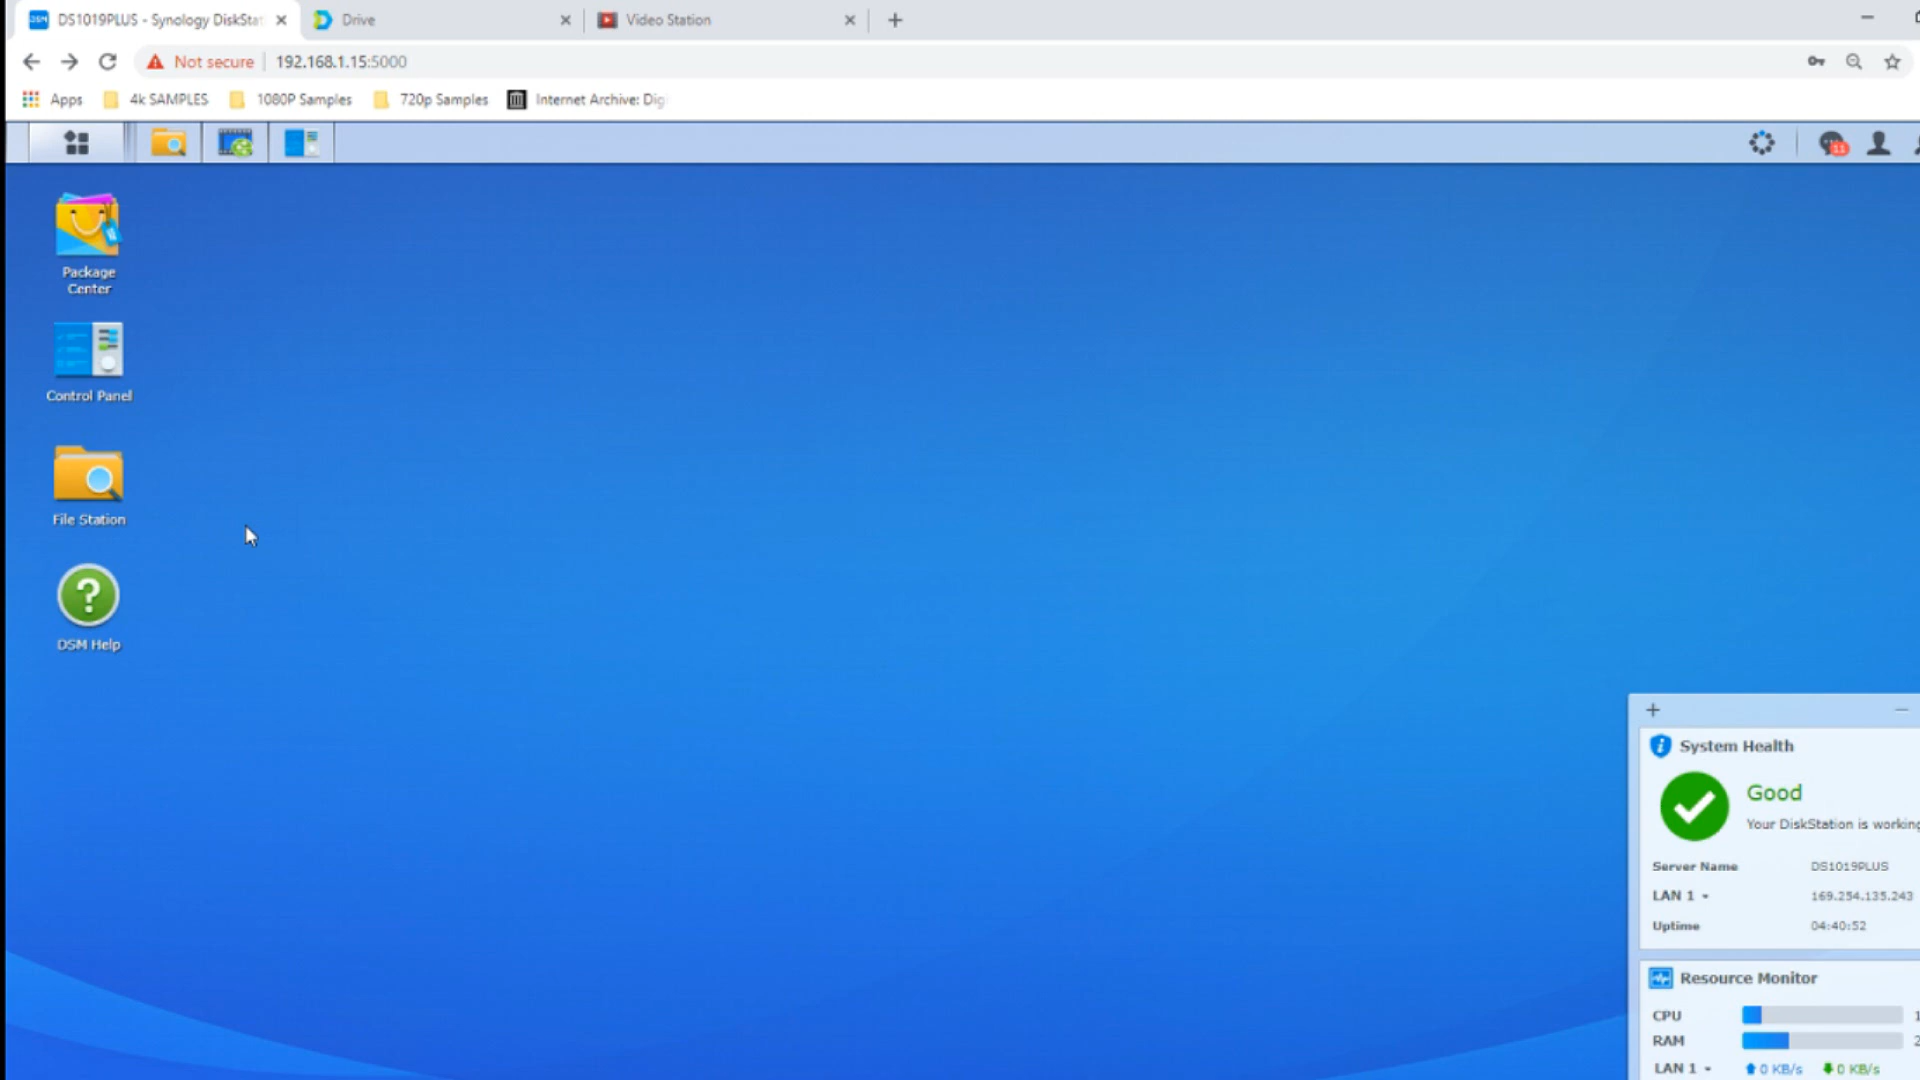 DS1019PLUS - Synology DiskSta
Drive
Video Station
Not secure
192.168.1.15:5000
Apps
4k SAMPLES
1080P Samples
720p Samples
Internet Archive: Dig
11
Package
Center
Control Panel
File Station
DSM Help
System Health
Good
Your DiskStation is working
Server Name DS1019PLUS
LAN 1 169.254.135.243
Uptime 04:40:52
Resource Monitor
CPU
RAM
LAN 1 0 KB/s 0 KB/s